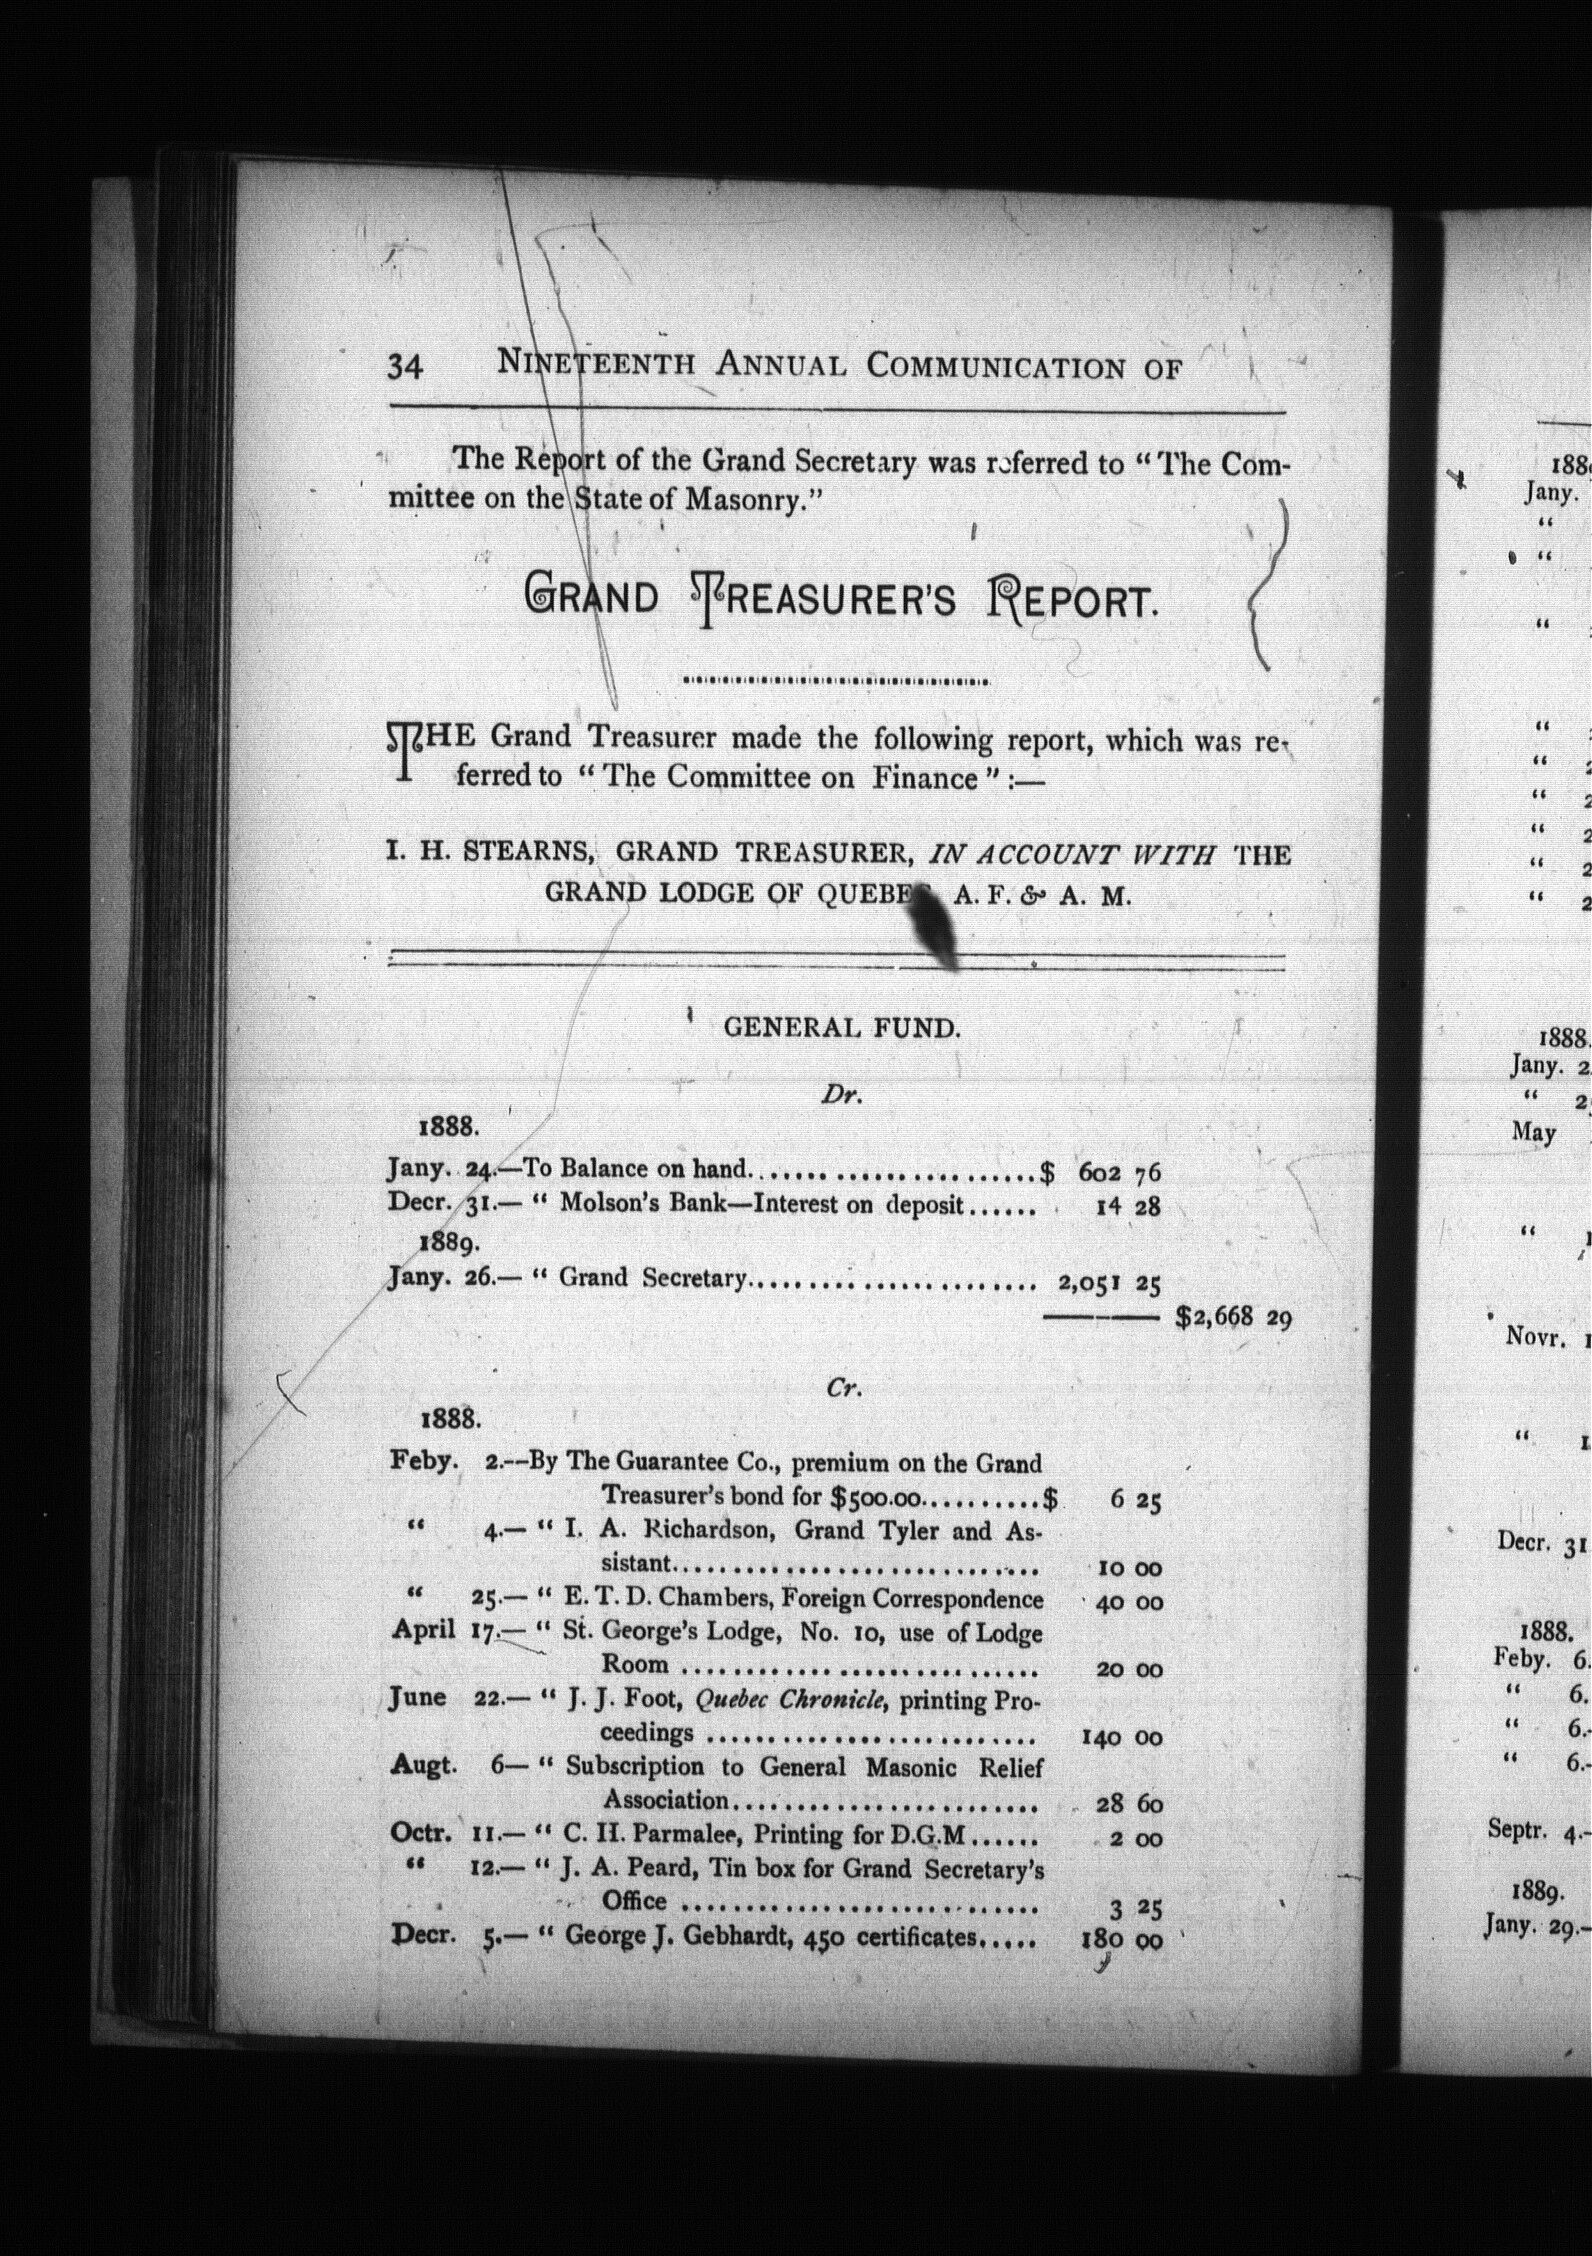 34 NINETEENTH ANNUAL COMMUNICATION OF
The Report of the Grand Secretary was referred to “The Com-
mittee on the State of Masonry.”
GRAND TREASURER'S REPORT.
THE Grand Treasurer made the following report, which was re-
ferred to “The Committee on Finance”:—
I. H. STEARNS, GRAND TREASURER, IN ACCOUNT WITH THE
GRAND LODGE OF QUEBEC A. F. & A. M.
GENERAL FUND.
Dr.
1888.
Jany. 24.—To Balance on hand........................$ 602 76
Decr. 31.— “ Molson's Bank—Interest on deposit...... 14 28
1889.
Jany. 26.— “ Grand Secretary........................ 2,051 25
$2,668 29
Cr.
1888.
Feby. 2.—By The Guarantee Co., premium on the Grand
Treasurer's bond for $500.00..........$ 6 25
“ 4.— “ I. A. Richardson, Grand Tyler and As-
sistant............................. 10 00
“ 25.— “ E. T. D. Chambers, Foreign Correspondence 40 00
April 17.— “ St. George's Lodge, No. 10, use of Lodge
Room ............................ 20 00
June 22.— “ J. J. Foot, Quebec Chronicle, printing Pro-
ceedings ........................... 140 00
Augt. 6— “ Subscription to General Masonic Relief
Association......................... 28 60
Octr. 11.— “ C. H. Parmalee, Printing for D.G.M...... 2 00
“ 12.— “ J. A. Peard, Tin box for Grand Secretary's
Office ............................ 3 25
Decr. 5.— “ George J. Gebhardt, 450 certificates..... 180 00
Jany.
“
“
“
“
“
“
“
“
“
1888.
Jany.
“
May
“
Novr.
“
Decr. 31
1888.
Feby. 6.
“ 6.
“ 6.-
“ 6.-
Septr. 4.-
1889.
Jany. 29.-